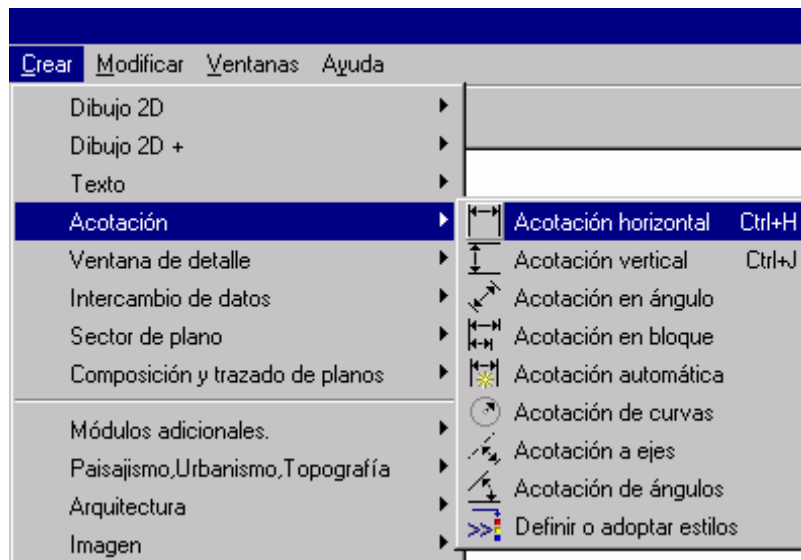 Crear Modificar Ventanas Ayuda
Dibujo 2D
Dibujo 2D +
Texto
Acotación
Ventana de detalle
Intercambio de datos
Sector de plano
Composición y trazado de planos
Módulos adicionales.
Paisajismo,Urbanismo,Topografía
Arquitectura
Imagen
Acotación horizontal Ctrl+H
Acotación vertical Ctrl+J
Acotación en ángulo
Acotación en bloque
Acotación automática
Acotación de curvas
Acotación a ejes
Acotación de ángulos
Definir o adoptar estilos